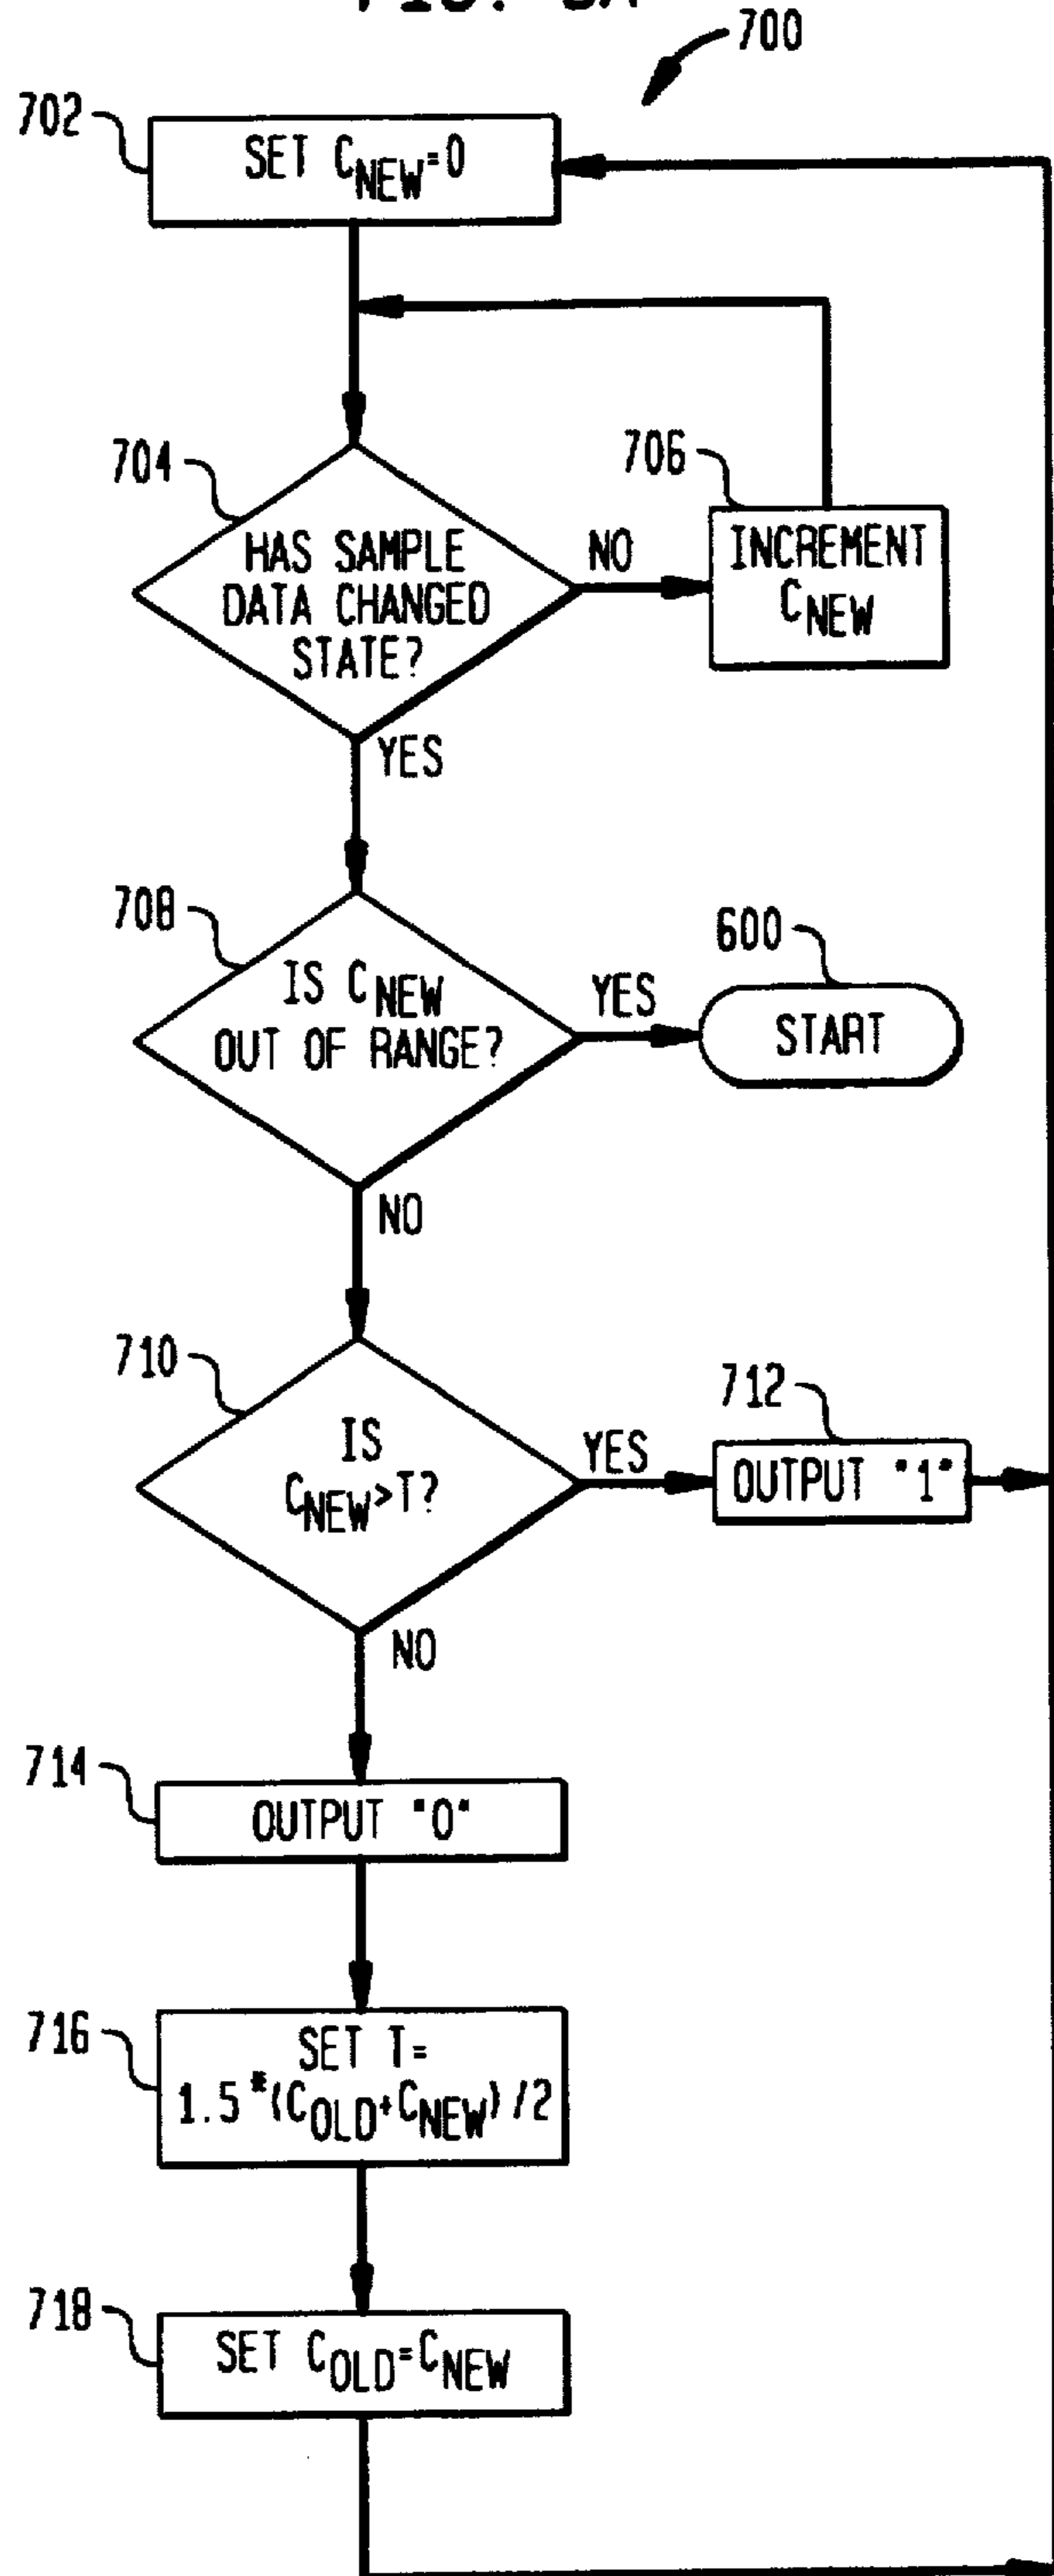 700
702
SET C_NEW=0
704
HAS SAMPLE
DATA CHANGED
STATE?
NO
706
INCREMENT
C_NEW
YES
708
IS C_NEW
OUT OF RANGE?
YES
600
START
NO
710
IS
C_NEW>T?
YES
712
OUTPUT "1"
NO
714
OUTPUT "0"
716
SET T=
1.5*(C_OLD+C_NEW)/2
718
SET C_OLD=C_NEW